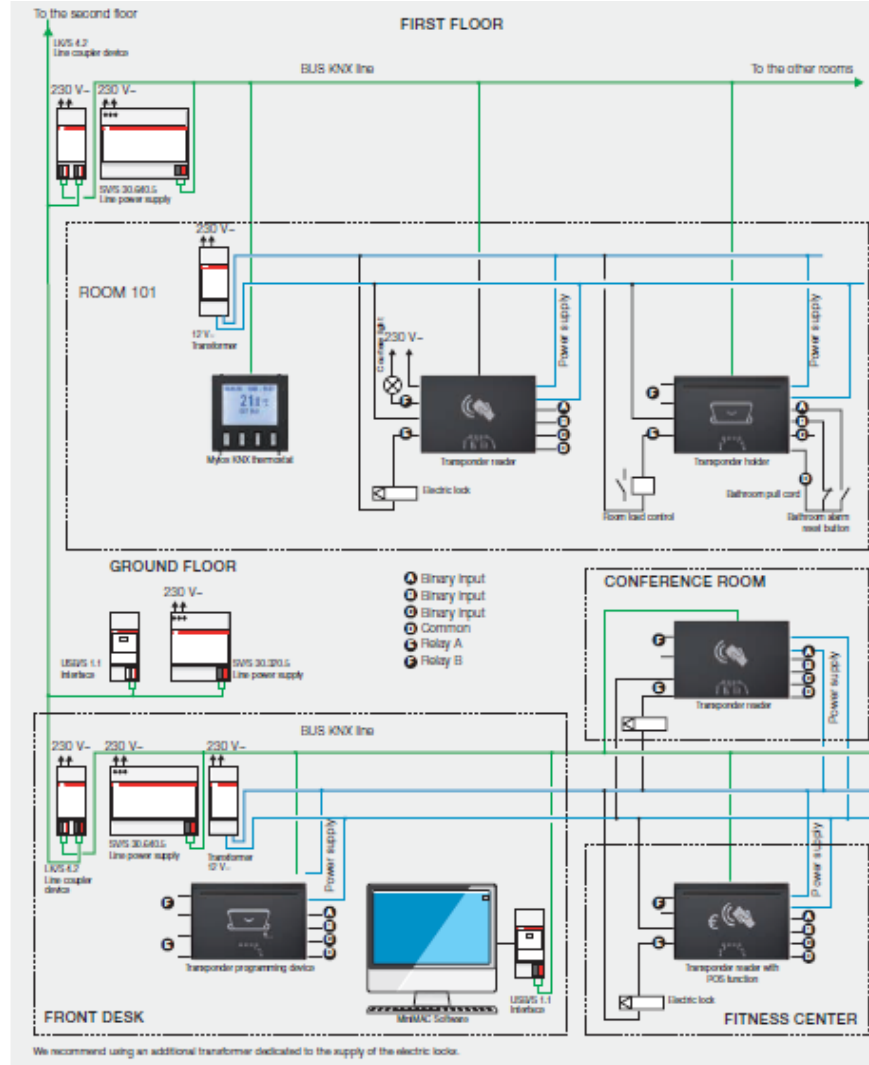 To the second floor
FIRST FLOOR
LK/S 4.2
Line coupler device
BUS KNX line
To the other rooms
230 V~
230 V~
SV/S 30.640.5
Line power supply
230 V~
ROOM 101
12 V~
Transformer
Courtesy light
230 V~
Power supply
Power supply
21.0 °C
F
E
A
B
C
D
F
E
A
B
C
D
Mylos KNX thermostat
Transponder reader
Transponder holder
Electric lock
Room load control
Bathroom pull cord
Bathroom alarm
reset button
GROUND FLOOR
230 V~
USB/S 1.1
Interface
SV/S 30.320.5
Line power supply
A Binary Input
B Binary Input
C Binary Input
D Common
E Relay A
F Relay B
CONFERENCE ROOM
F
E
A
B
C
D
Power supply
Transponder reader
BUS KNX line
230 V~
230 V~
230 V~
SV/S 30.640.5
Line power supply
Transformer
12 V~
LK/S 4.2
Line coupler
device
Power supply
F
E
A
B
C
D
Transponder programming device
MiniMAC Software
USB/S 1.1
Interface
FRONT DESK
Power supply
€
F
E
A
B
C
D
Transponder reader with
POS function
Electric lock
FITNESS CENTER
We recommend using an additional transformer dedicated to the supply of the electric locks.